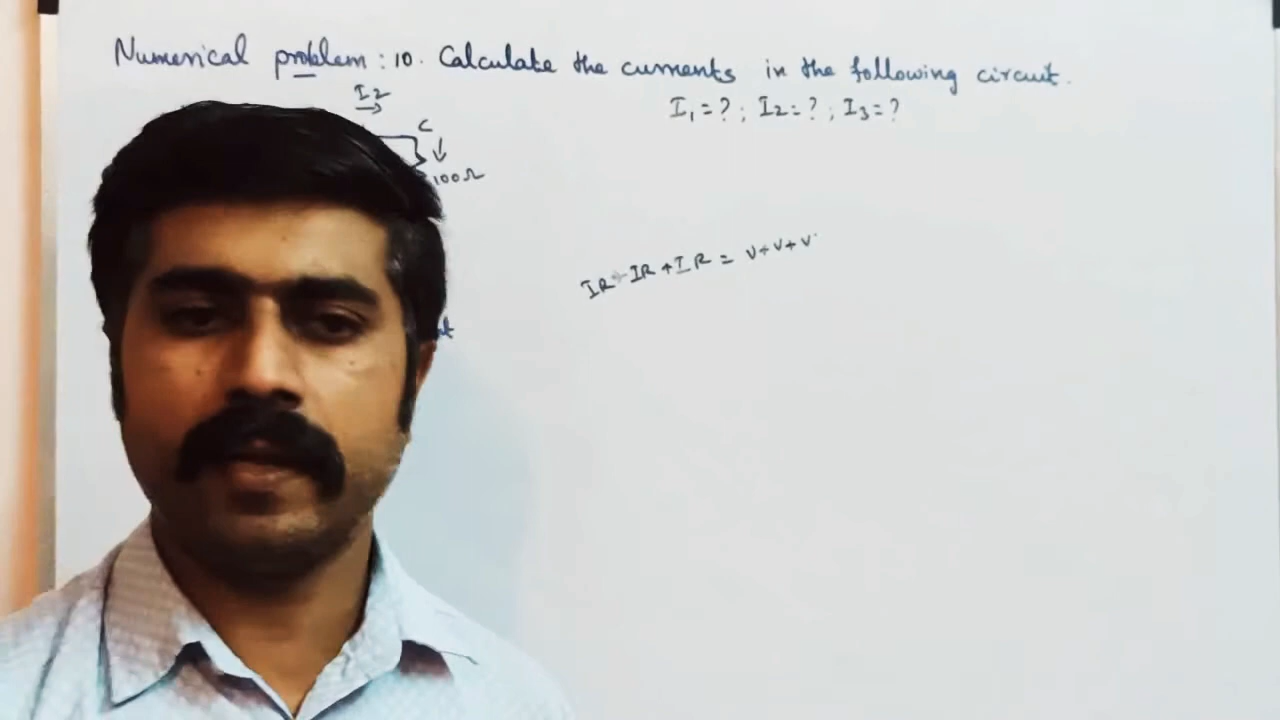 Numerical problem : 10. Calculate the currents in the following circuit.
I₁ = ? ; I₂ = ? ; I₃ = ?
I₂
C
100Ω
IR + IR + IR = V+V+V